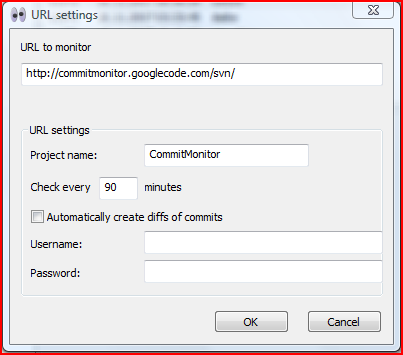 URL settings
URL to monitor
http://commitmonitor.googlecode.com/svn/
URL settings
Project name: CommitMonitor
Check every 90 minutes
Automatically create diffs of commits
Username:
Password:
OK Cancel